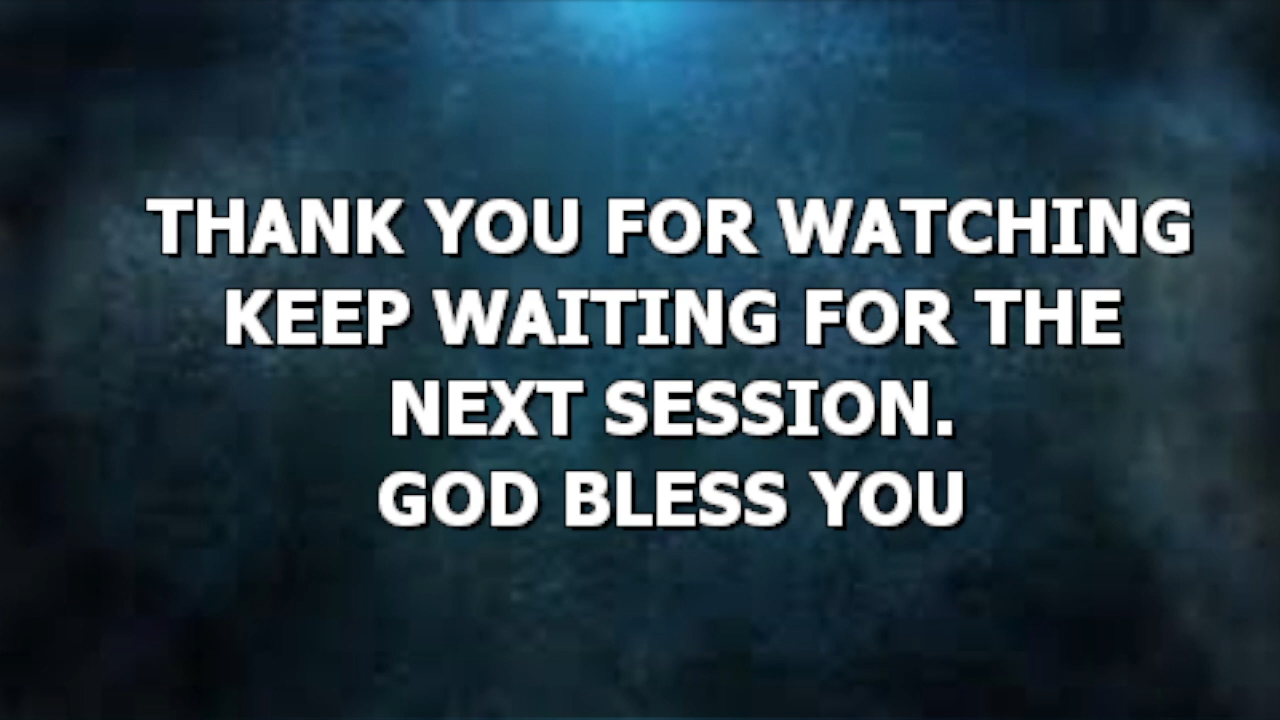 THANK YOU FOR WATCHING
KEEP WAITING FOR THE
NEXT SESSION.
GOD BLESS YOU